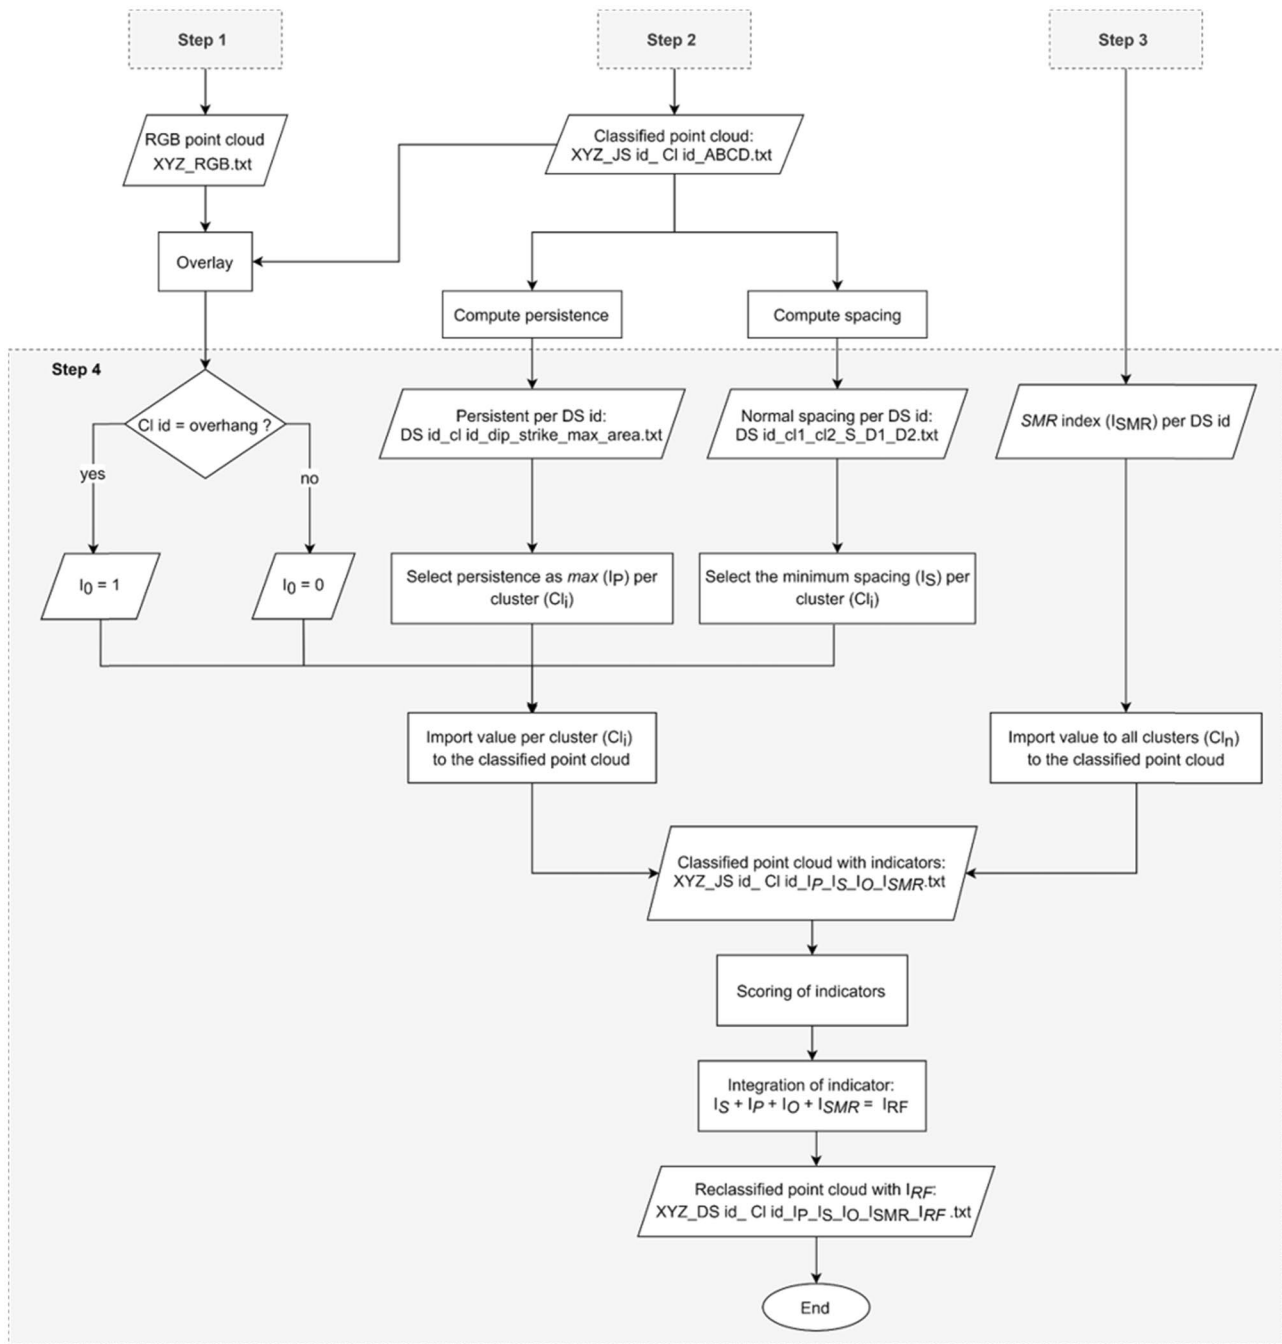 Step 1
Step 2
Step 3
RGB point cloud
XYZ_RGB.txt
Classified point cloud:
XYZ_JS id_ Cl id_ABCD.txt
Overlay
Compute persistence
Compute spacing
Step 4
Cl id = overhang ?
yes
no
Persistent per DS id:
DS id_cl id_dip_strike_max_area.txt
Normal spacing per DS id:
DS id_cl1_cl2_S_D1_D2.txt
SMR index (ISMR) per DS id
I0 = 1
I0 = 0
Select persistence as max (IP) per
cluster (Cli)
Select the minimum spacing (IS) per
cluster (Cli)
Import value per cluster (Cli)
to the classified point cloud
Import value to all clusters (Cln)
to the classified point cloud
Classified point cloud with indicators:
XYZ_JS id_ Cl id_IP_IS_IO_ISMR.txt
Scoring of indicators
Integration of indicator:
IS + IP + IO + ISMR = IRF
Reclassified point cloud with IRF:
XYZ_DS id_ Cl id_IP_IS_IO_ISMR_IRF .txt
End